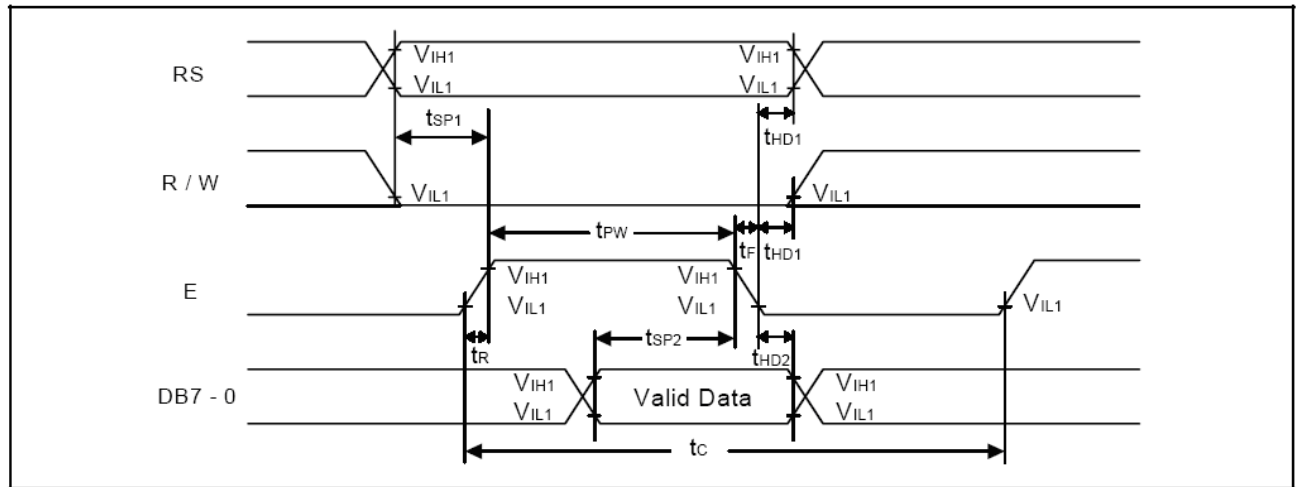 RS
VIH1
VIH1
VIL1
VIL1
tSP1
tHD1
R / W
VIL1
VIL1
tPW
tF
tHD1
E
VIH1
VIH1
VIL1
VIL1
VIL1
tR
tSP2
tHD2
DB7 - 0
VIH1
VIL1
Valid Data
VIH1
VIL1
tC